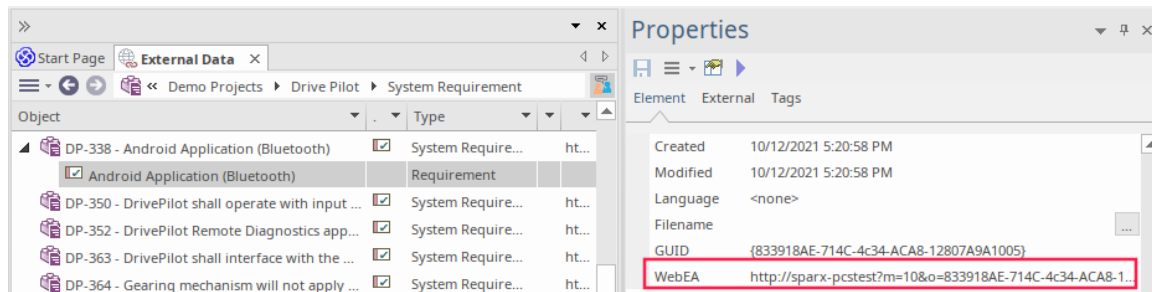 Start Page
External Data
« Demo Projects Drive Pilot System Requirement
Object . Type
DP-338 - Android Application (Bluetooth) System Require... ht...
Android Application (Bluetooth) Requirement
DP-350 - DrivePilot shall operate with input ... System Require... ht...
DP-352 - DrivePilot Remote Diagnostics app... System Require... ht...
DP-363 - DrivePilot shall interface with the ... System Require... ht...
DP-364 - Gearing mechanism will not apply ... System Require... ht...
Properties
Element External Tags
Created 10/12/2021 5:20:58 PM
Modified 10/12/2021 5:20:58 PM
Language <none>
Filename ...
GUID {833918AE-714C-4c34-ACA8-12807A9A1005}
WebEA http://sparx-pcstest?m=10&o=833918AE-714C-4c34-ACA8-1...